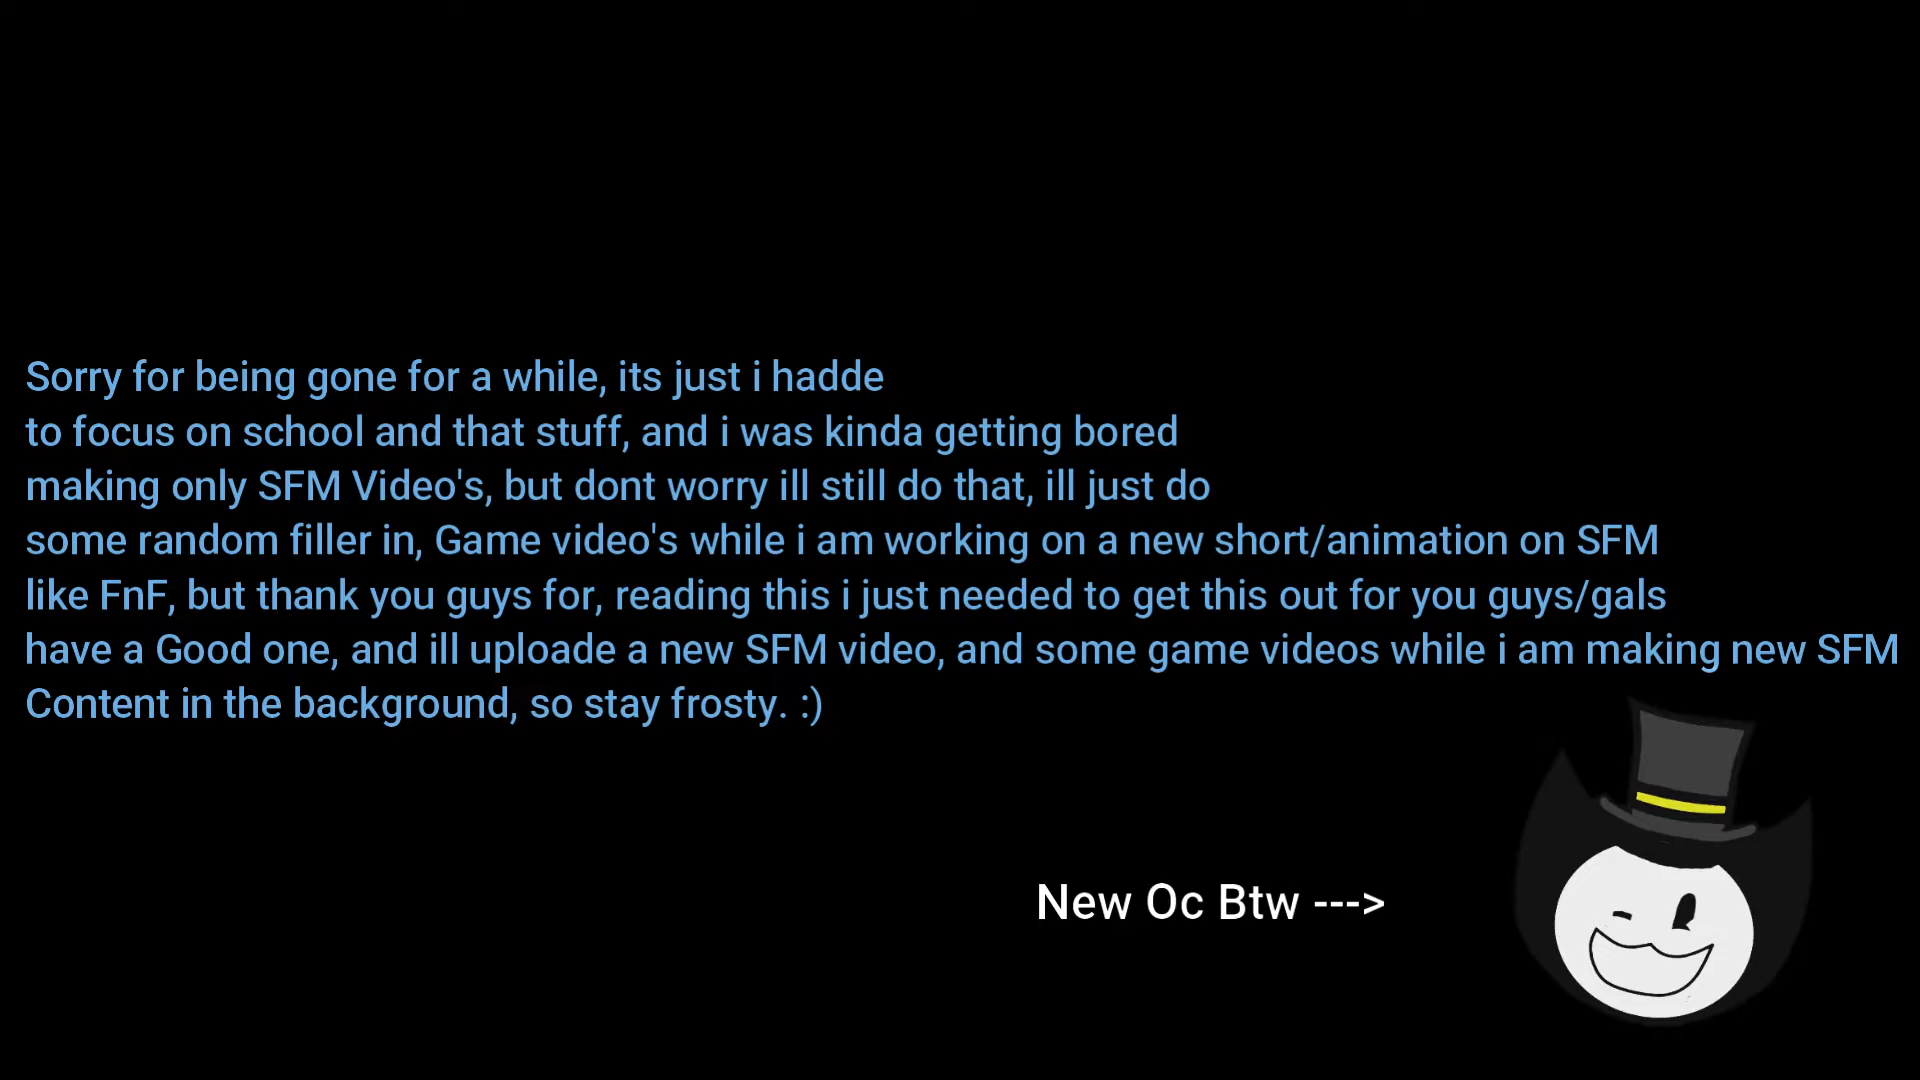 Sorry for being gone for a while, its just i hadde
to focus on school and that stuff, and i was kinda getting bored
making only SFM Video's, but dont worry ill still do that, ill just do
some random filler in, Game video's while i am working on a new short/animation on SFM
like FnF, but thank you guys for, reading this i just needed to get this out for you guys/gals
have a Good one, and ill uploade a new SFM video, and some game videos while i am making new SFM
Content in the background, so stay frosty. :)
New Oc Btw --->